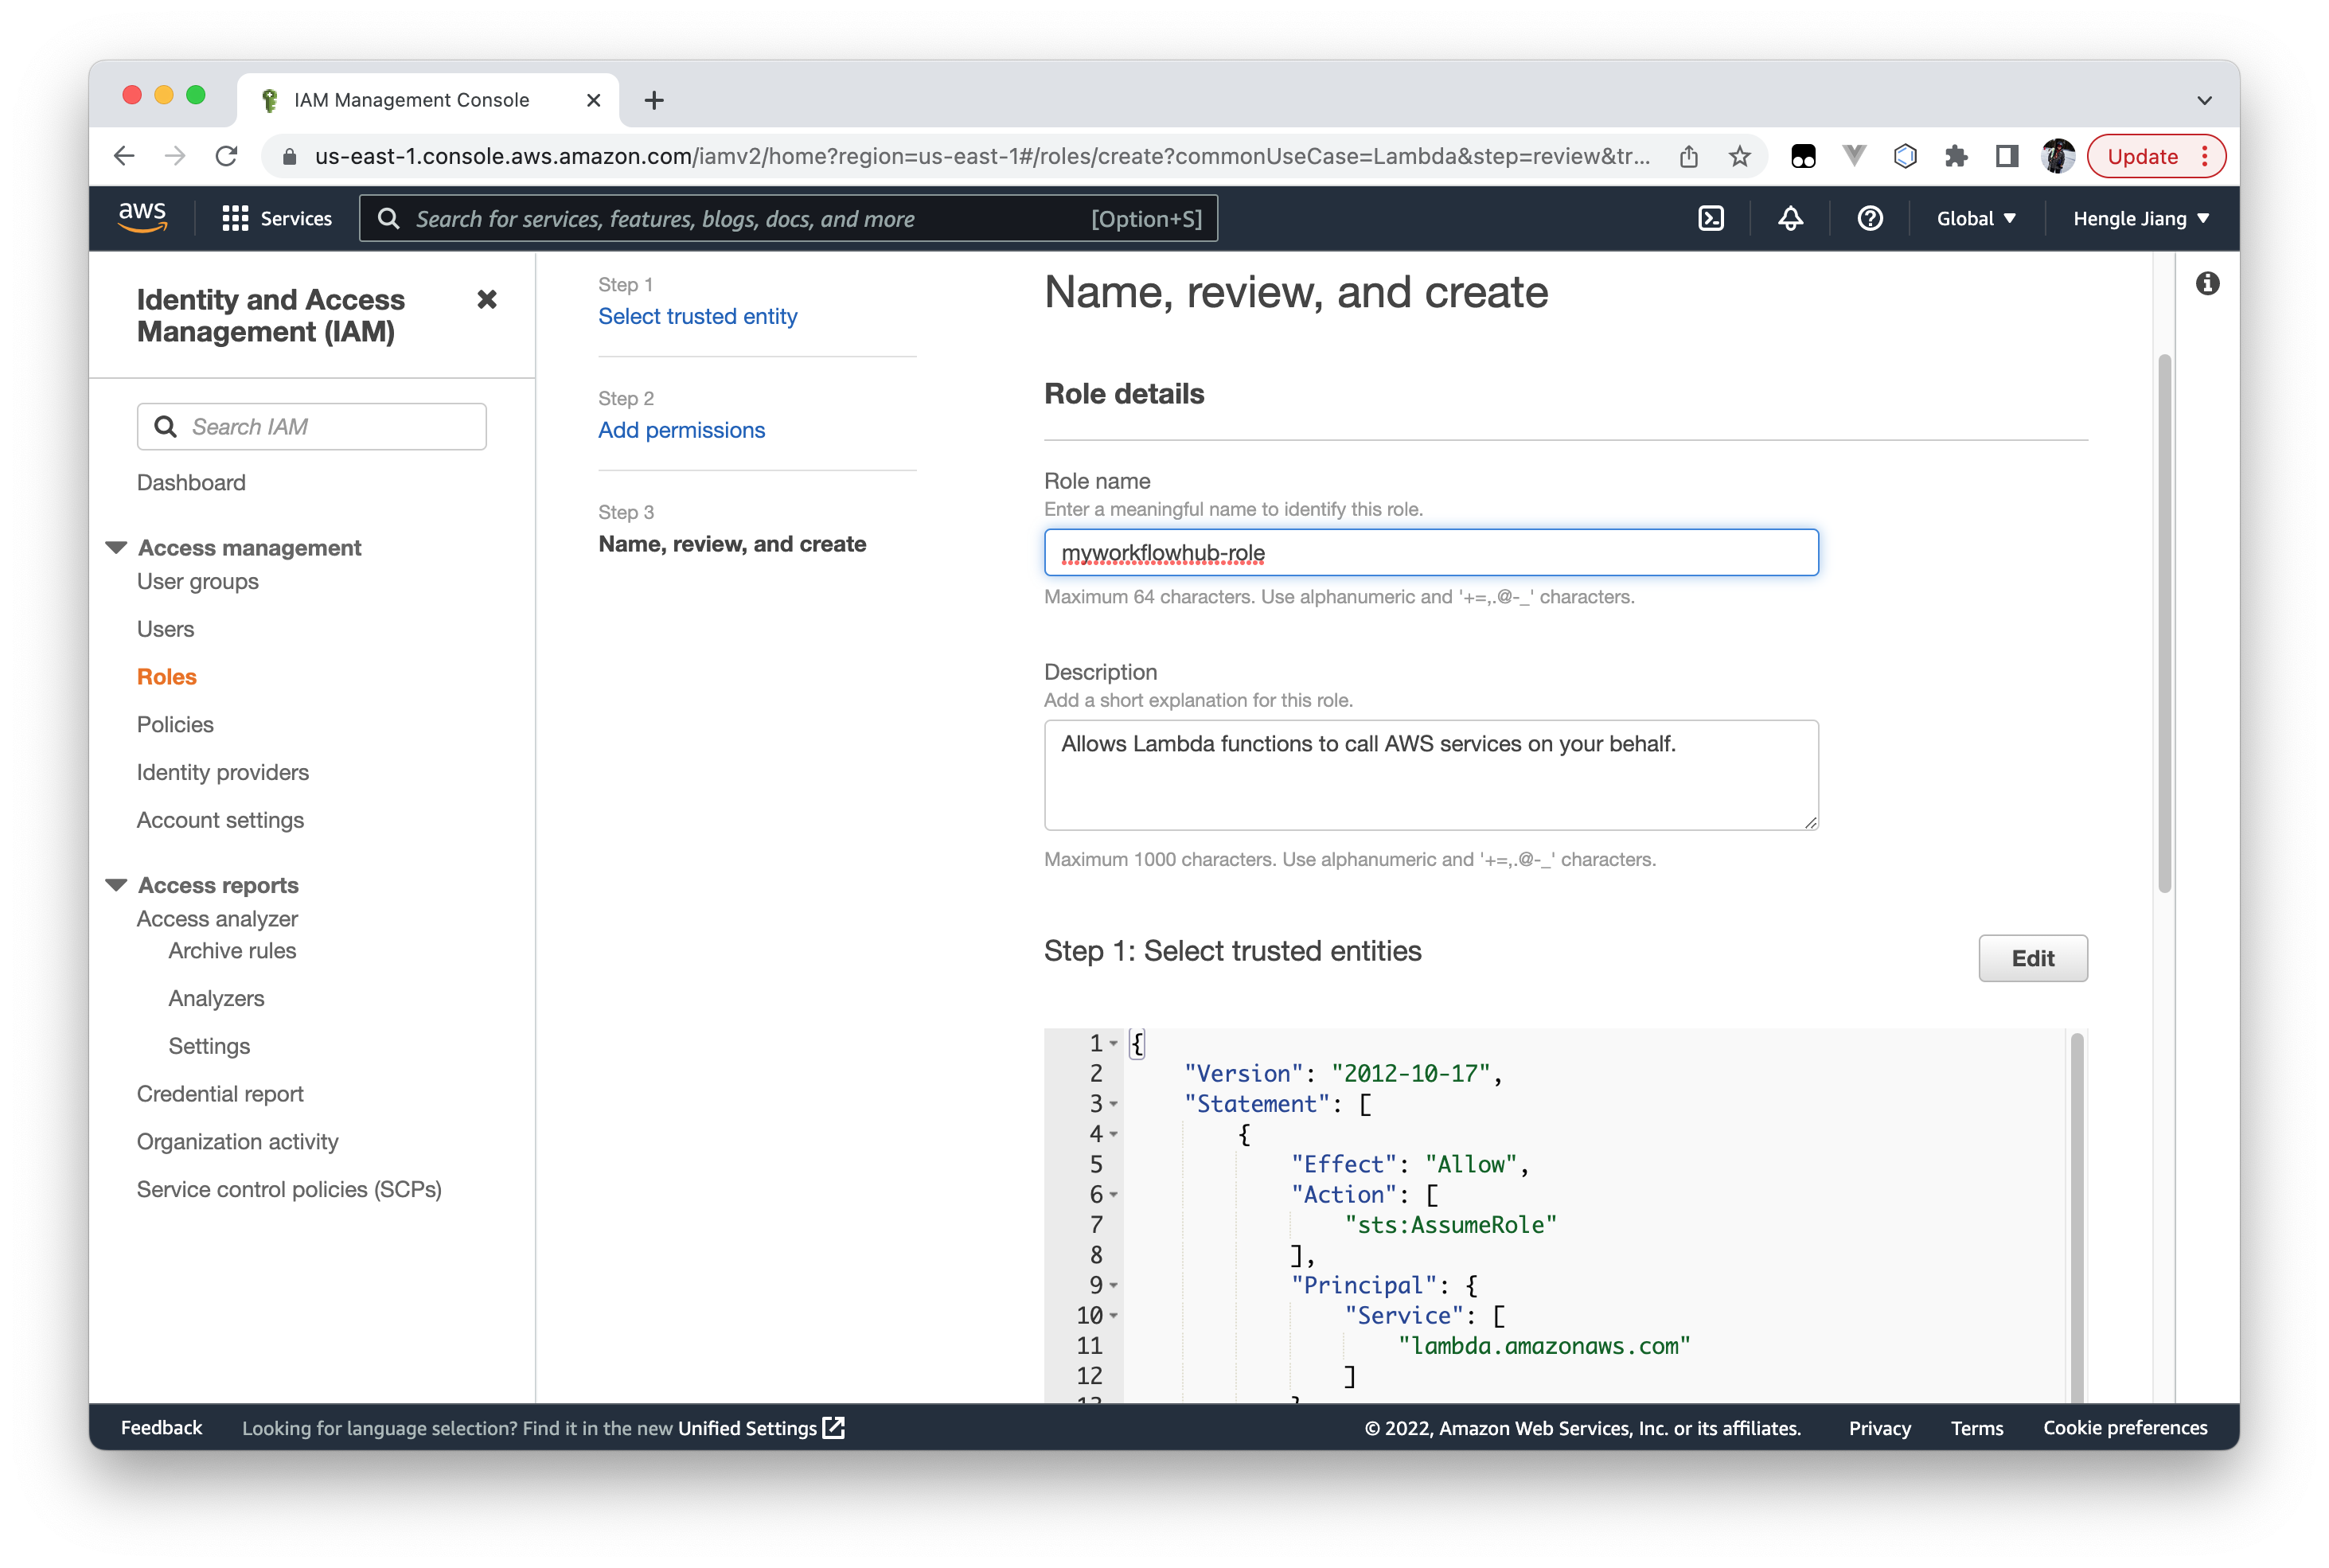 IAM Management Console
us-east-1.console.aws.amazon.com/iamv2/home?region=us-east-1#/roles/create?commonUseCase=Lambda&step=review&tr...
Update
aws
Services
Search for services, features, blogs, docs, and more
[Option+S]
Global
Hengle Jiang
Identity and Access
Management (IAM)
Search IAM
Dashboard
Access management
User groups
Users
Roles
Policies
Identity providers
Account settings
Access reports
Access analyzer
Archive rules
Analyzers
Settings
Credential report
Organization activity
Service control policies (SCPs)
Step 1
Select trusted entity
Step 2
Add permissions
Step 3
Name, review, and create
Name, review, and create
Role details
Role name
Enter a meaningful name to identify this role.
myworkflowhub-role
Maximum 64 characters. Use alphanumeric and '+=,.@-_' characters.
Description
Add a short explanation for this role.
Allows Lambda functions to call AWS services on your behalf.
Maximum 1000 characters. Use alphanumeric and '+=,.@-_' characters.
Step 1: Select trusted entities
Edit
1 {
2 "Version": "2012-10-17",
3 "Statement": [
4 {
5 "Effect": "Allow",
6 "Action": [
7 "sts:AssumeRole"
8 ],
9 "Principal": {
10 "Service": [
11 "lambda.amazonaws.com"
12 ]
Feedback
Looking for language selection? Find it in the new Unified Settings
© 2022, Amazon Web Services, Inc. or its affiliates.
Privacy
Terms
Cookie preferences